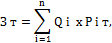 n
З т = ∑ Q i x P i т,
i=1